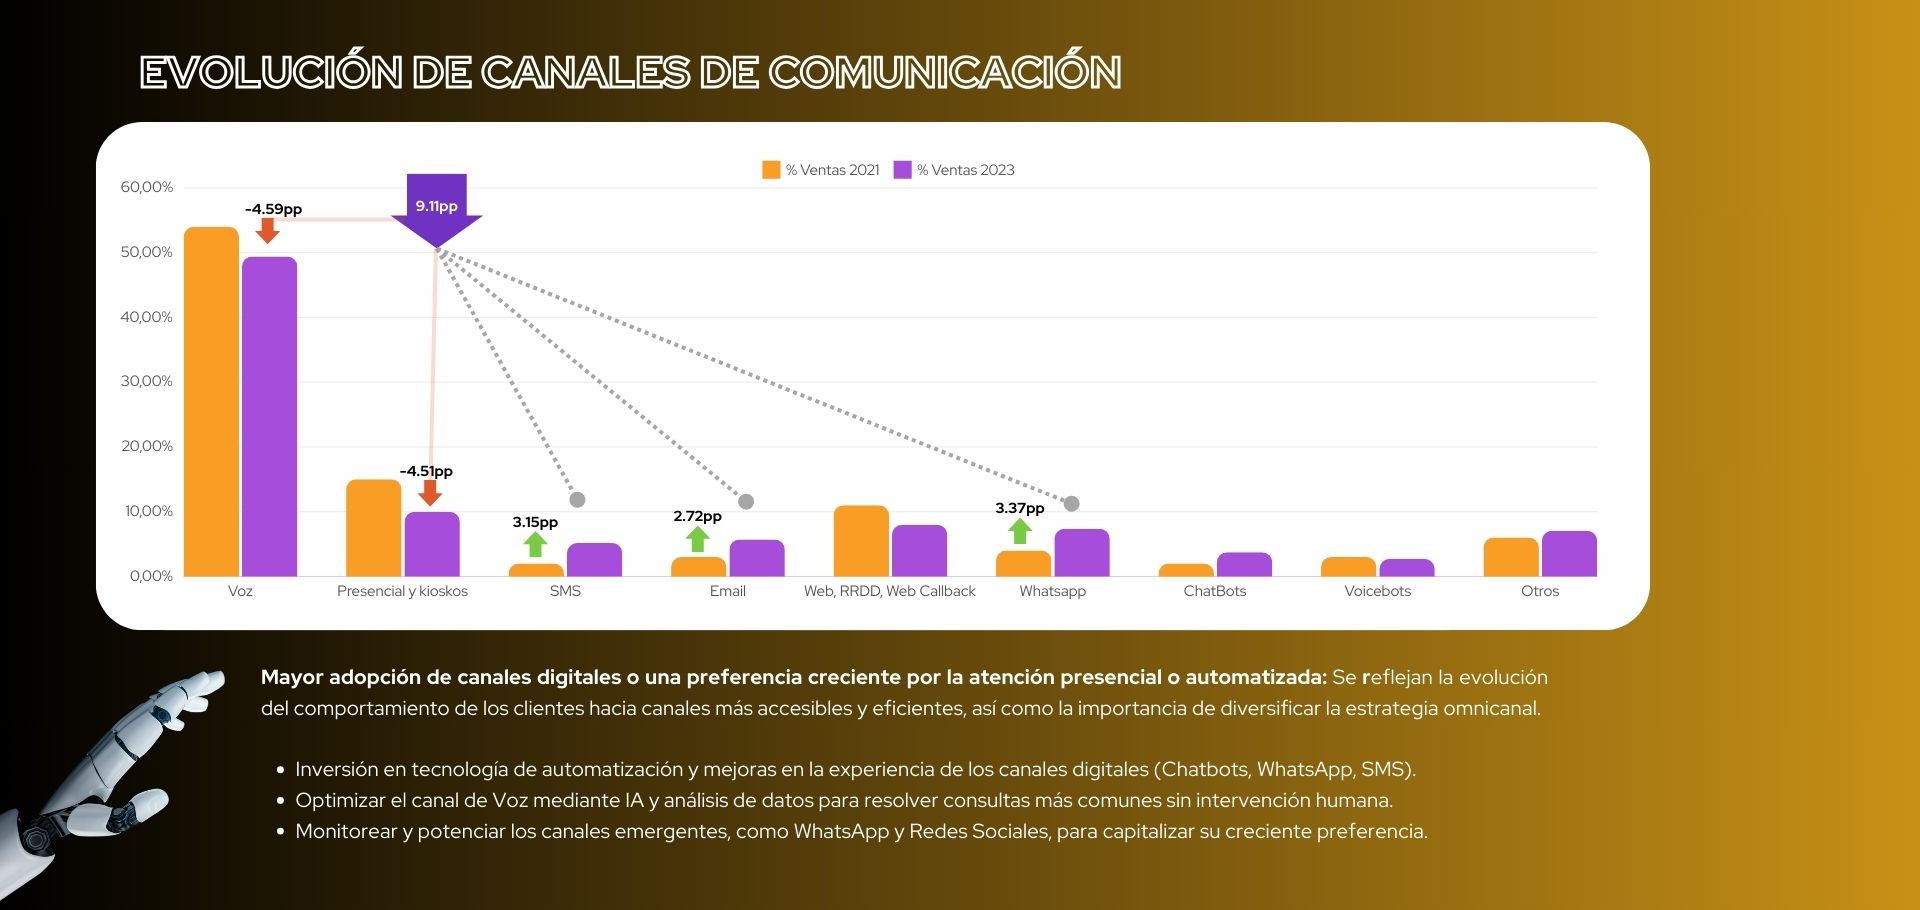 EVOLUCIÓN DE CANALES DE COMUNICACIÓN
% Ventas 2021 % Ventas 2023
60,00%
50,00%
40,00%
30,00%
20,00%
10,00%
0,00%
-4.59pp
9.11pp
-4.51pp
3.15pp
2.72pp
3.37pp
Voz Presencial y kioskos SMS Email Web, RRDD, Web Callback Whatsapp ChatBots Voicebots Otros
Mayor adopción de canales digitales o una preferencia creciente por la atención presencial o automatizada: Se reflejan la evolución
del comportamiento de los clientes hacia canales más accesibles y eficientes, así como la importancia de diversificar la estrategia omnicanal.
• Inversión en tecnología de automatización y mejoras en la experiencia de los canales digitales (Chatbots, WhatsApp, SMS).
• Optimizar el canal de Voz mediante IA y análisis de datos para resolver consultas más comunes sin intervención humana.
• Monitorear y potenciar los canales emergentes, como WhatsApp y Redes Sociales, para capitalizar su creciente preferencia.